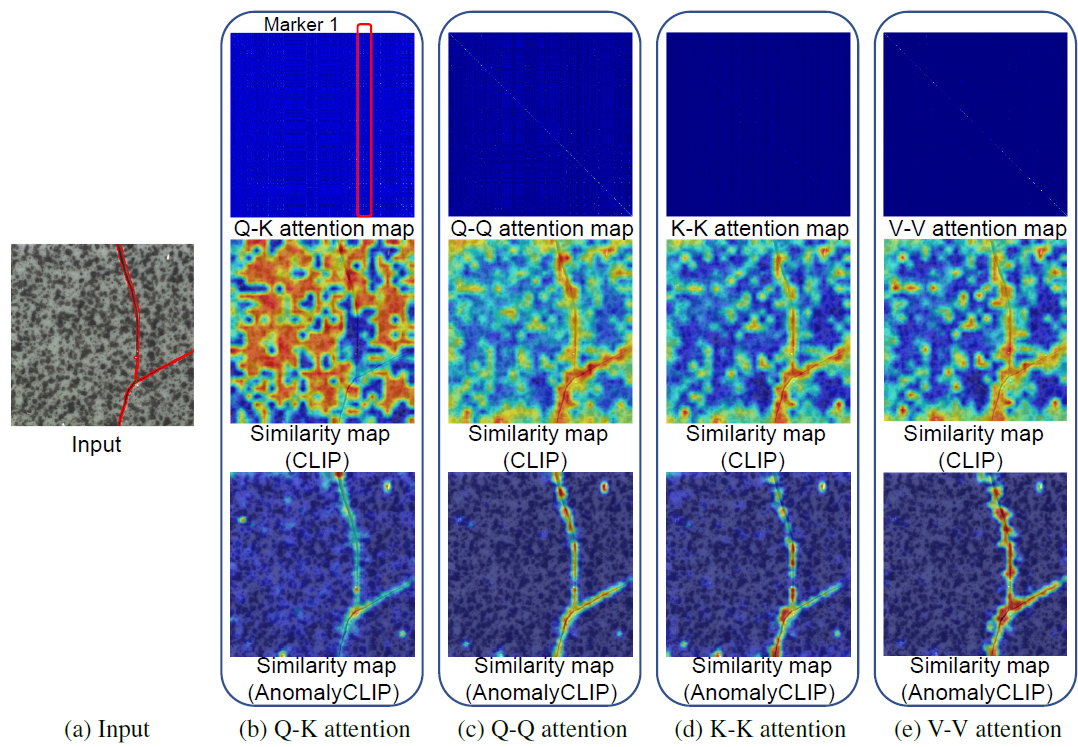 Marker 1
Q-K attention map
Q-Q attention map
K-K attention map
V-V attention map
Input
Similarity map
(CLIP)
Similarity map
(CLIP)
Similarity map
(CLIP)
Similarity map
(CLIP)
Similarity map
(AnomalyCLIP)
Similarity map
(AnomalyCLIP)
Similarity map
(AnomalyCLIP)
Similarity map
(AnomalyCLIP)
(a) Input
(b) Q-K attention
(c) Q-Q attention
(d) K-K attention
(e) V-V attention